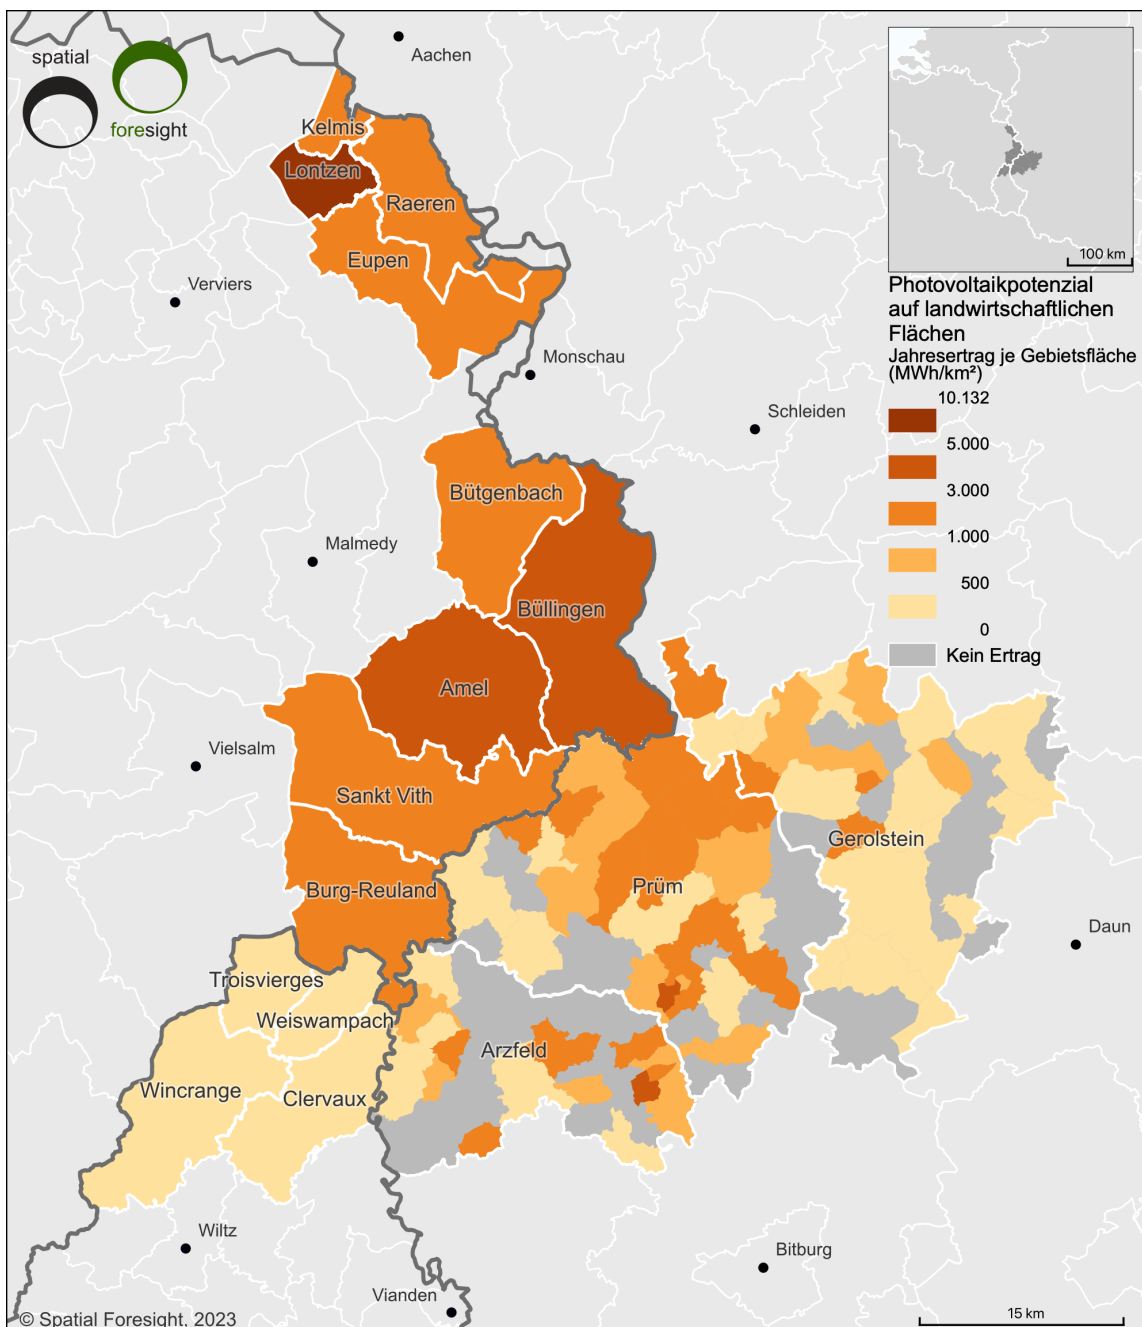 spatial
foresight
Aachen
Kelmis
Lontzen
Raeren
Eupen
Verviers
Monschau
Schleiden
Bütgenbach
Malmedy
Büllingen
Amel
Vielsalm
Sankt Vith
Gerolstein
Burg-Reuland
Prüm
Daun
Troisvierges
Weiswampach
Arzfeld
Wincrange
Clervaux
Wiltz
Bitburg
Vianden
© Spatial Foresight, 2023
15 km
100 km
Photovoltaikpotenzial
auf landwirtschaftlichen
Flächen
Jahresertrag je Gebietsfläche
(MWh/km²)
10.132
5.000
3.000
1.000
500
0
Kein Ertrag